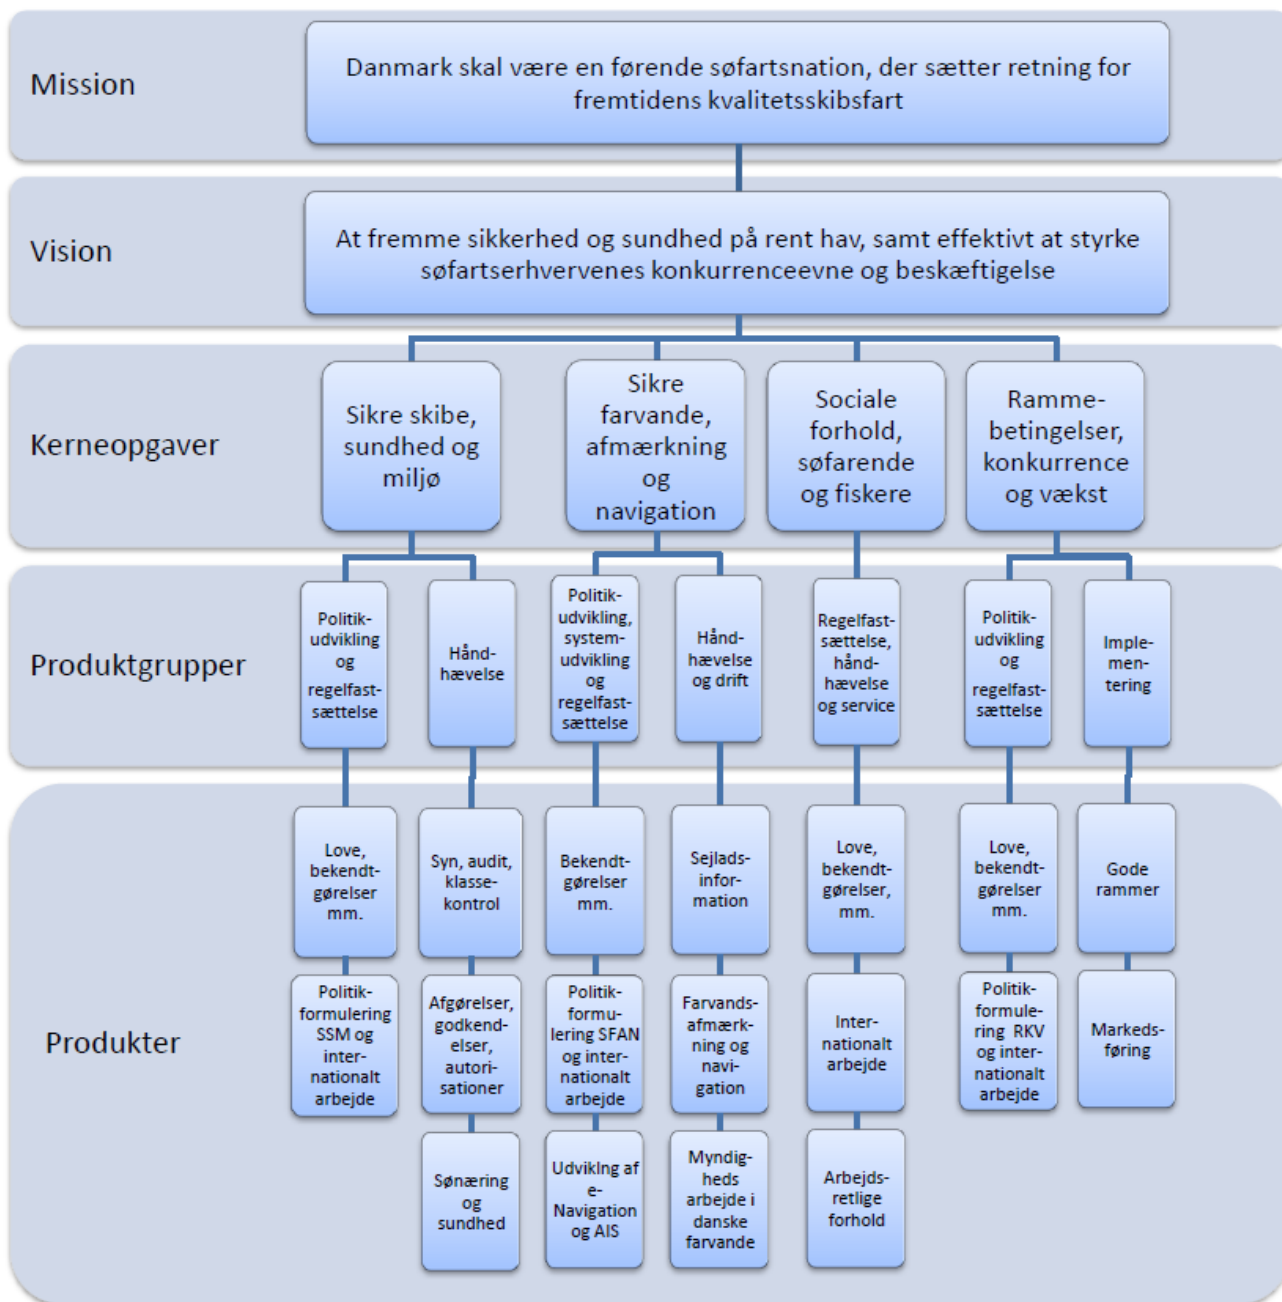 Mission
Danmark skal være en førende søfartsnation, der sætter retning for
fremtidens kvalitetsskibsfart
Vision
At fremme sikkerhed og sundhed på rent hav, samt effektivt at styrke
søfartserhvervenes konkurrenceevne og beskæftigelse
Kerneopgaver
Sikre skibe,
sundhed og
miljø
Sikre
farvande,
afmærkning
og
navigation
Sociale
forhold,
søfarende
og fiskere
Ramme-
betingelser,
konkurrence
og vækst
Produktgrupper
Politik-
udvikling
og
regelfast-
sættelse
Hånd-
hævelse
Politik-
udvikling,
system-
udvikling
og
regelfast-
sættelse
Hånd-
hævelse
og drift
Regelfast-
sættelse,
hånd-
hævelse
og service
Politik-
udvikling
og
regelfast-
sættelse
Imple-
men-
tering
Produkter
Love,
bekendt-
gørelser
mm.
Syn, audit,
klasse-
kontrol
Bekendt-
gørelser
mm.
Sejlads-
infor-
mation
Love,
bekendt-
gørelser,
mm.
Love,
bekendt-
gørelser
mm.
Gode
rammer
Politik-
formulering
SSM og
inter-
nationalt
arbejde
Afgørelser,
godkend-
elser,
autori-
sationer
Politik-
formu-
lering SFAN
og inter-
nationalt
arbejde
Farvands-
afmærk-
ning og
navi-
gation
Inter-
nationalt
arbejde
Politik-
formule-
ring RKV
og inter-
nationalt
arbejde
Markeds-
føring
Sønæring
og
sundhed
Udviklng af
e-
Navigation
og AIS
Myndig-
heds
arbejde i
danske
farvande
Arbejds-
retlige
forhold